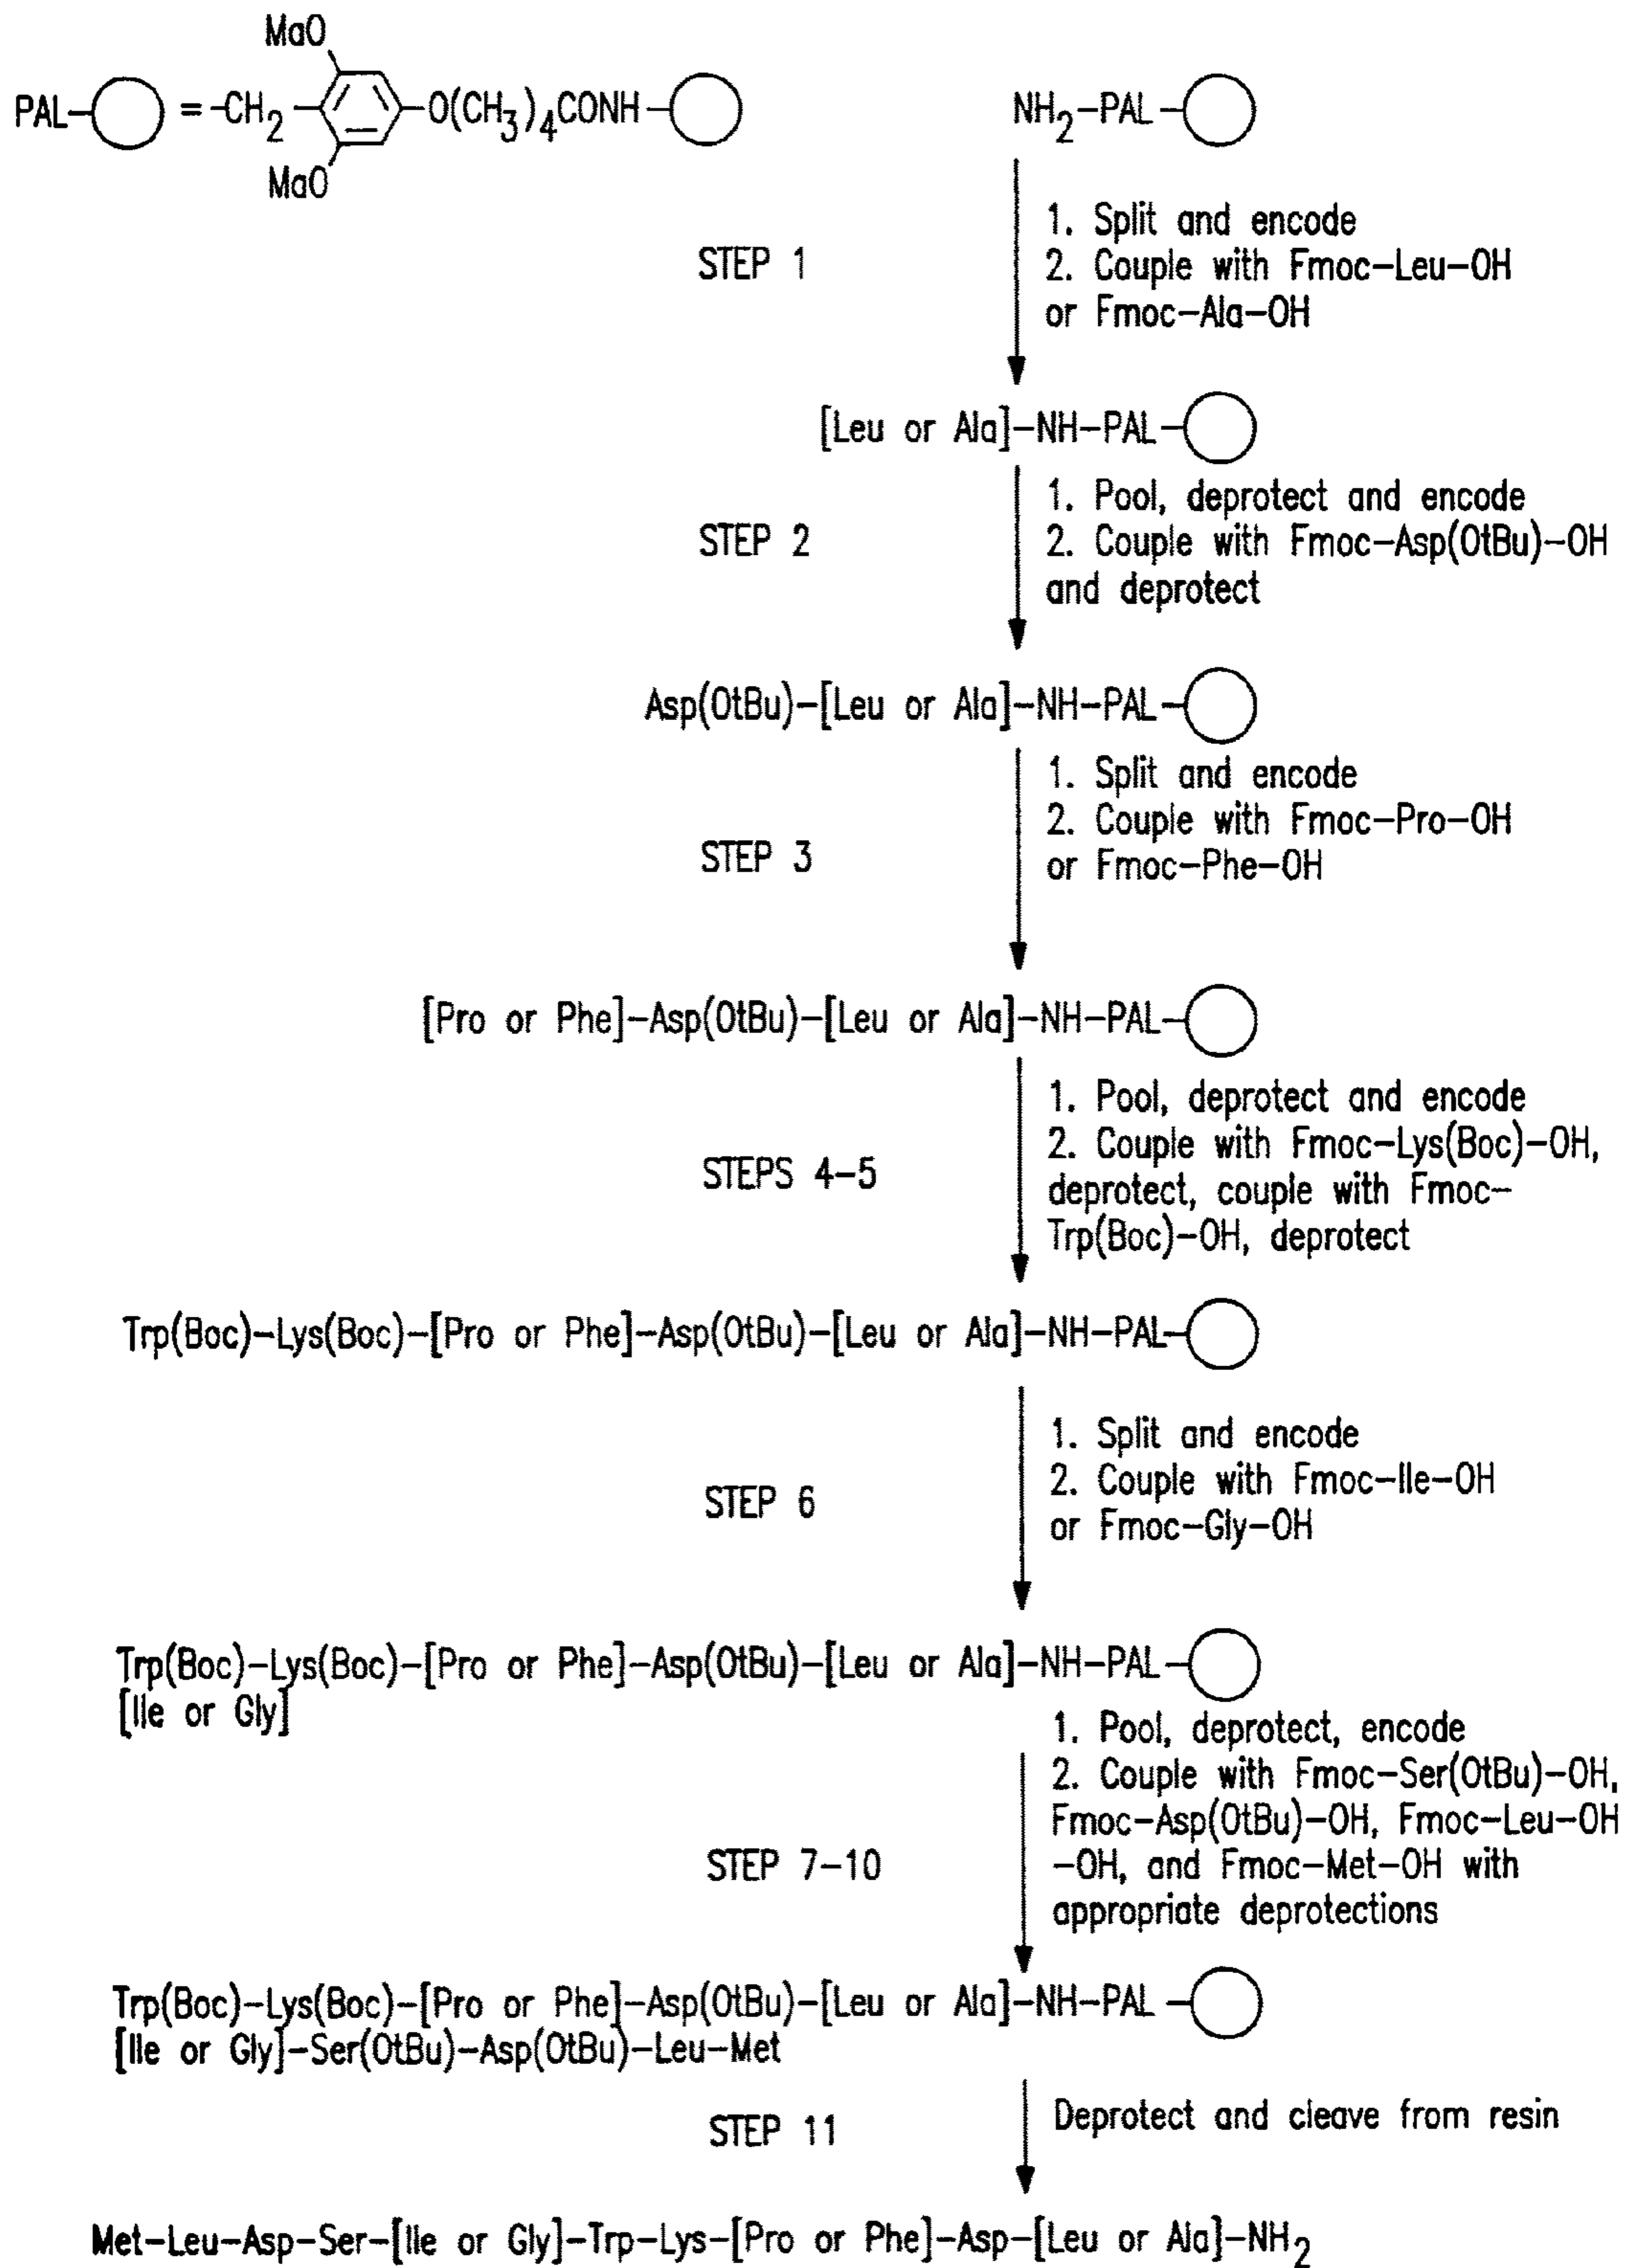 MaO
PAL- =-CH2 -O(CH3)4CONH-
MaO
NH2-PAL-
STEP 1
1. Split and encode
2. Couple with Fmoc-Leu-OH
or Fmoc-Ala-OH
[Leu or Ala]-NH-PAL-
STEP 2
1. Pool, deprotect and encode
2. Couple with Fmoc-Asp(OtBu)-OH
and deprotect
Asp(OtBu)-[Leu or Ala]-NH-PAL-
STEP 3
1. Split and encode
2. Couple with Fmoc-Pro-OH
or Fmoc-Phe-OH
[Pro or Phe]-Asp(OtBu)-[Leu or Ala]-NH-PAL-
STEPS 4-5
1. Pool, deprotect and encode
2. Couple with Fmoc-Lys(Boc)-OH,
deprotect, couple with Fmoc-
Trp(Boc)-OH, deprotect
Trp(Boc)-Lys(Boc)-[Pro or Phe]-Asp(OtBu)-[Leu or Ala]-NH-PAL-
STEP 6
1. Split and encode
2. Couple with Fmoc-Ile-OH
or Fmoc-Gly-OH
Trp(Boc)-Lys(Boc)-[Pro or Phe]-Asp(OtBu)-[Leu or Ala]-NH-PAL-
[Ile or Gly]
STEP 7-10
1. Pool, deprotect, encode
2. Couple with Fmoc-Ser(OtBu)-OH,
Fmoc-Asp(OtBu)-OH, Fmoc-Leu-OH
-OH, and Fmoc-Met-OH with
appropriate deprotections
Trp(Boc)-Lys(Boc)-[Pro or Phe]-Asp(OtBu)-[Leu or Ala]-NH-PAL-
[Ile or Gly]-Ser(OtBu)-Asp(OtBu)-Leu-Met
STEP 11
Deprotect and cleave from resin
Met-Leu-Asp-Ser-[Ile or Gly]-Trp-Lys-[Pro or Phe]-Asp-[Leu or Ala]-NH2